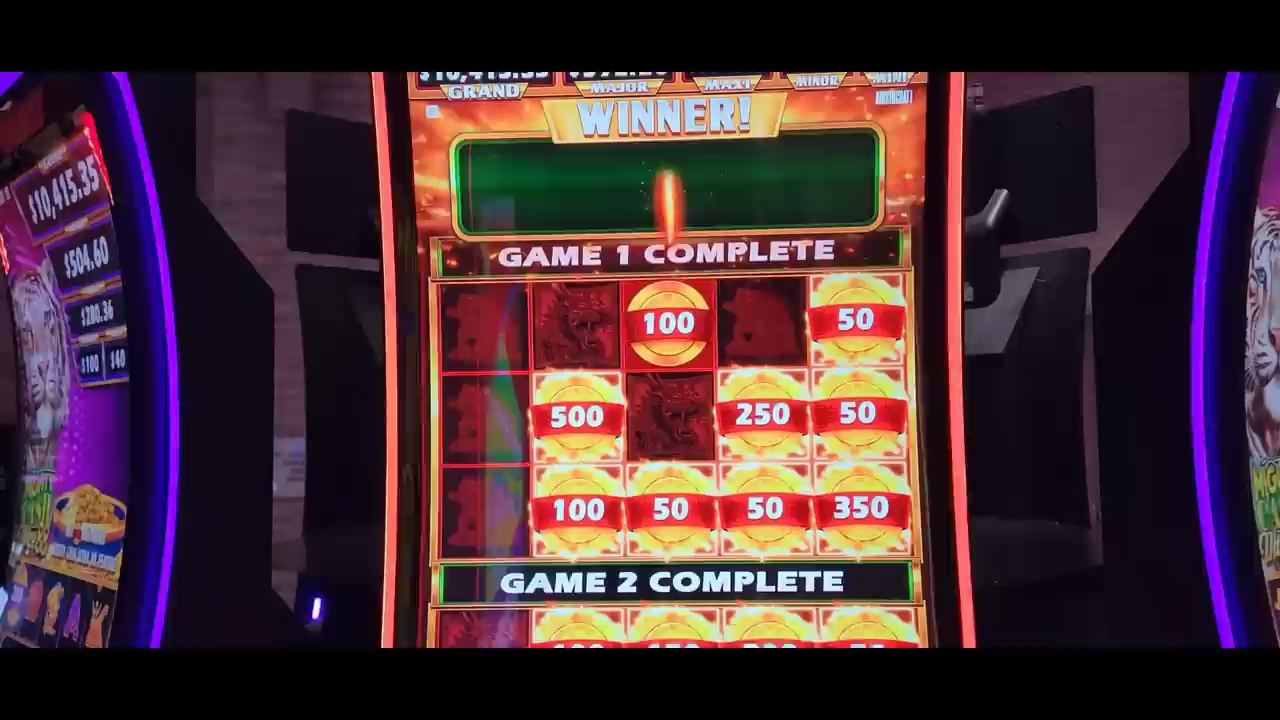 GRAND
MAJOR
MAXI
MINOR
MINI
WINNER!
$10,415.35
$504.60
$200.36
$100
$40
GAME 1 COMPLETE
100
50
500
250
50
100
50
50
350
GAME 2 COMPLETE